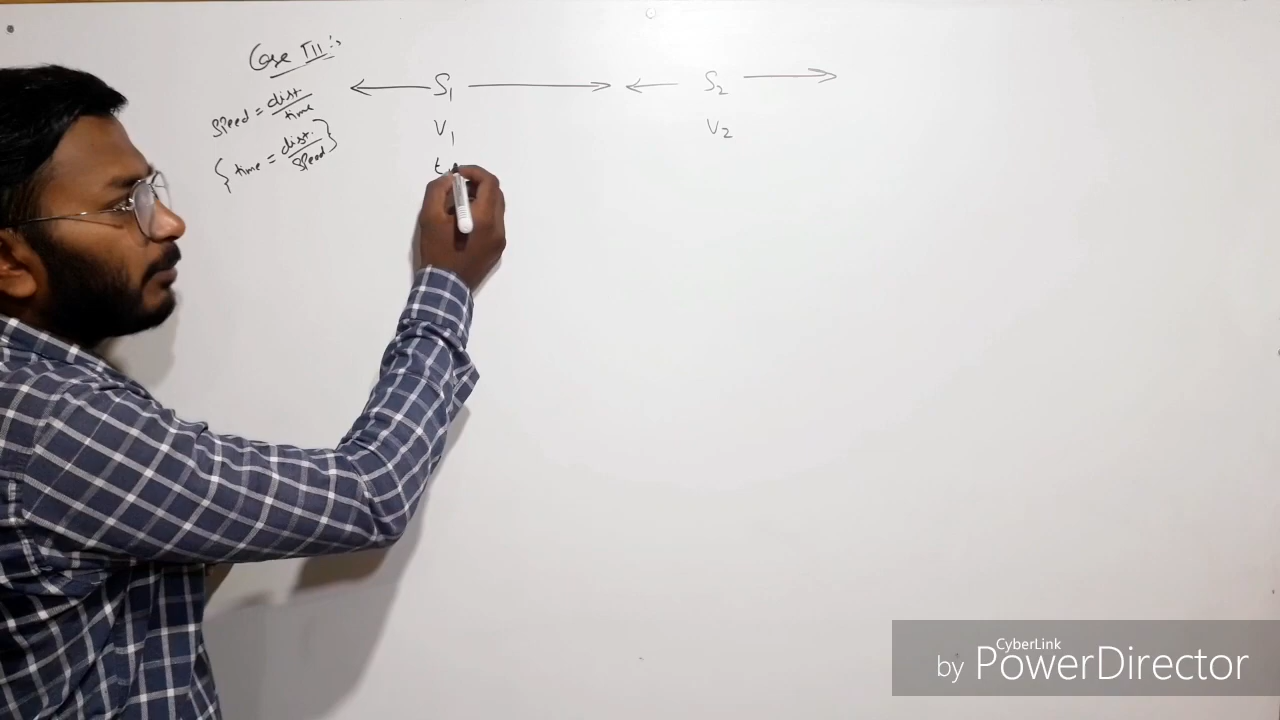 Case III :-
S1 S2
Speed = dist. / time
V1 V2
{ time = dist. / Speed }
t
by CyberLink PowerDirector